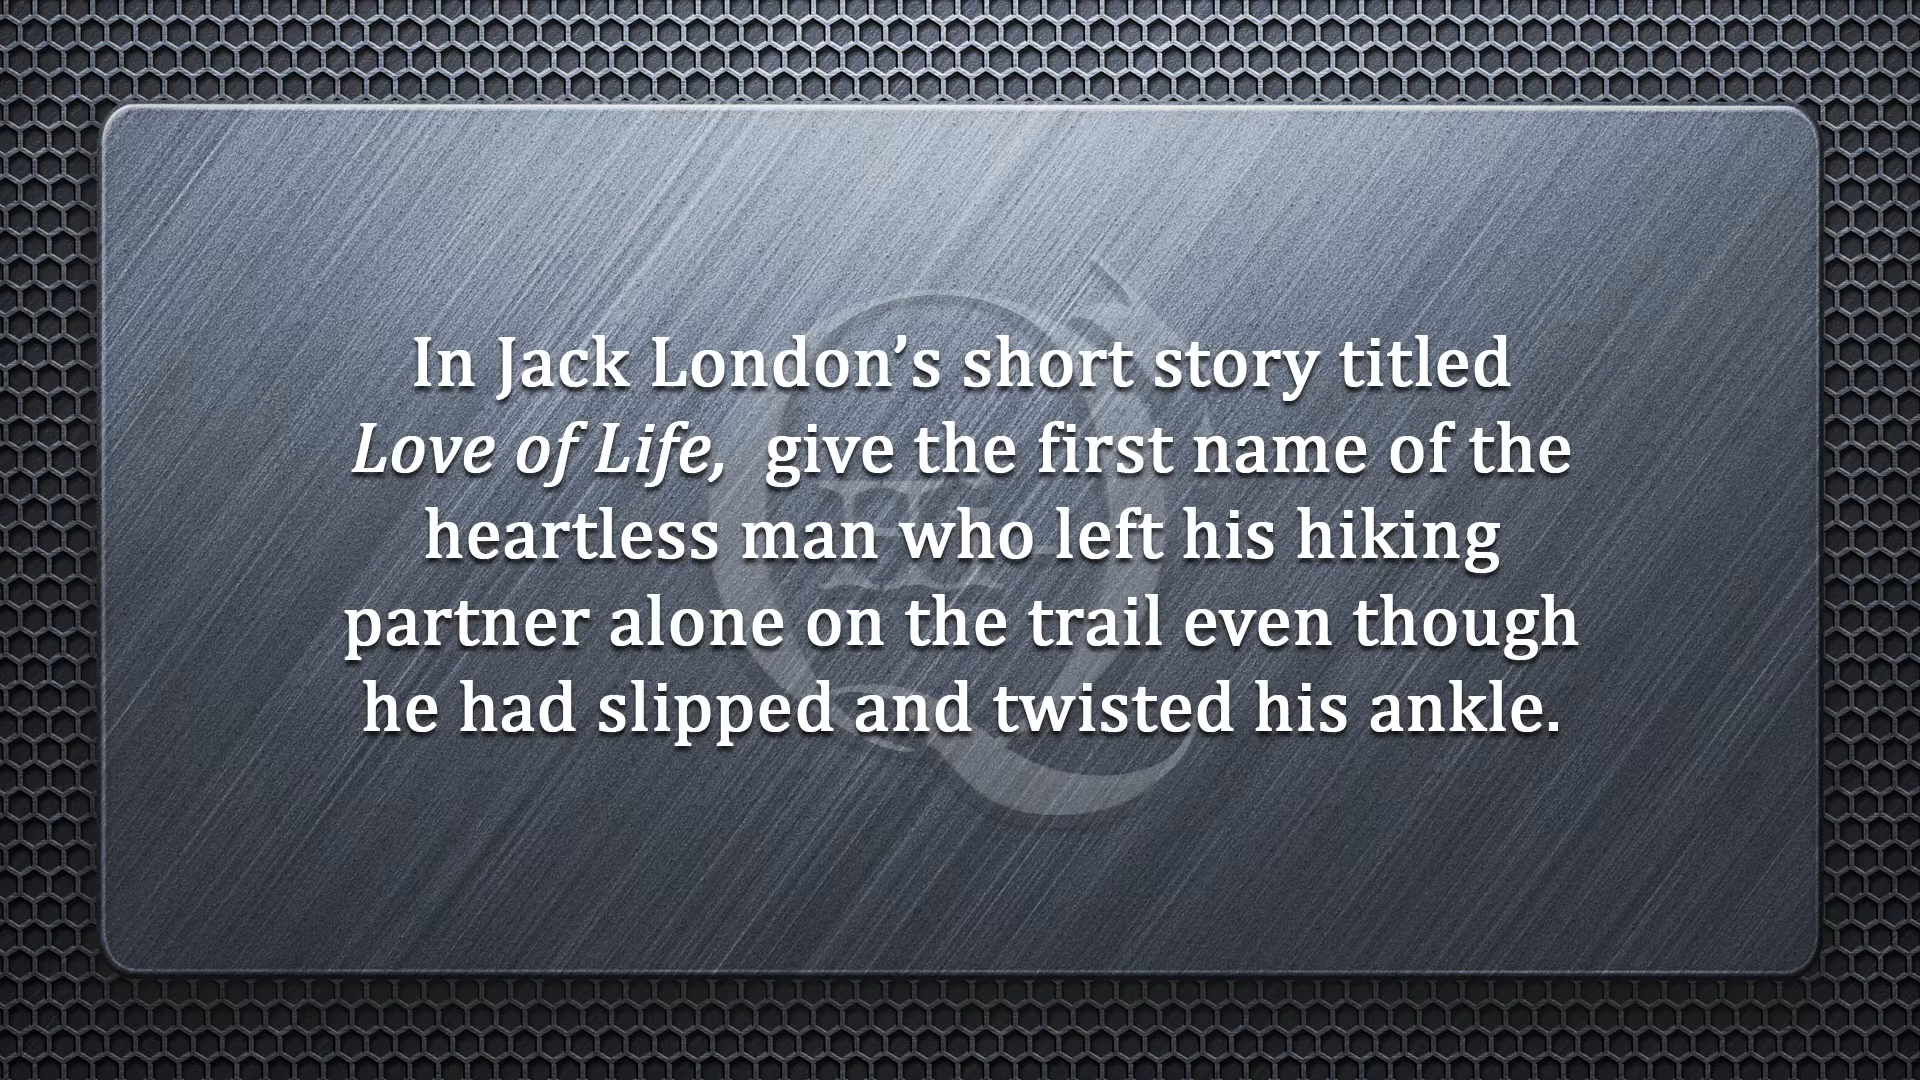 In Jack London’s short story titled
Love of Life, give the first name of the
heartless man who left his hiking
partner alone on the trail even though
he had slipped and twisted his ankle.